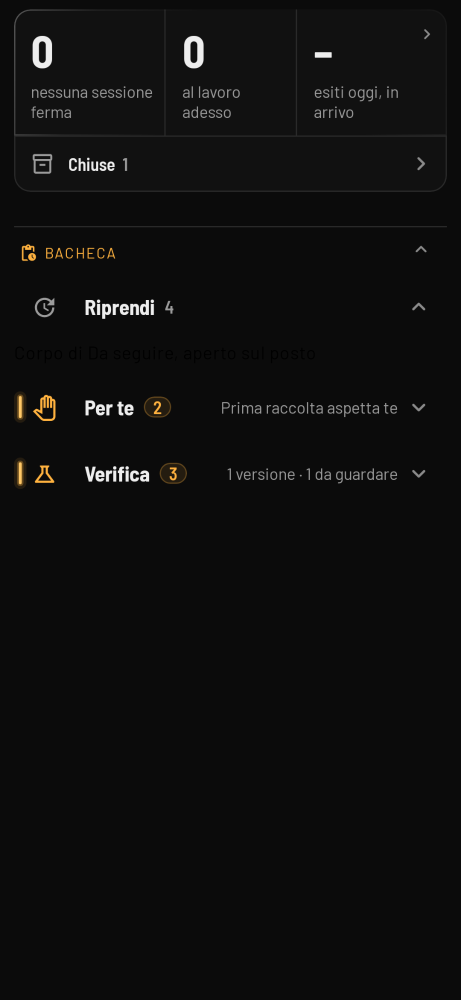 0
nessuna sessione
ferma
0
al lavoro
adesso
–
esiti oggi, in
arrivo
Chiuse 1
BACHECA
Riprendi 4
Corpo di Da seguire, aperto sul posto
Per te 2 Prima raccolta aspetta te
Verifica 3 1 versione · 1 da guardare